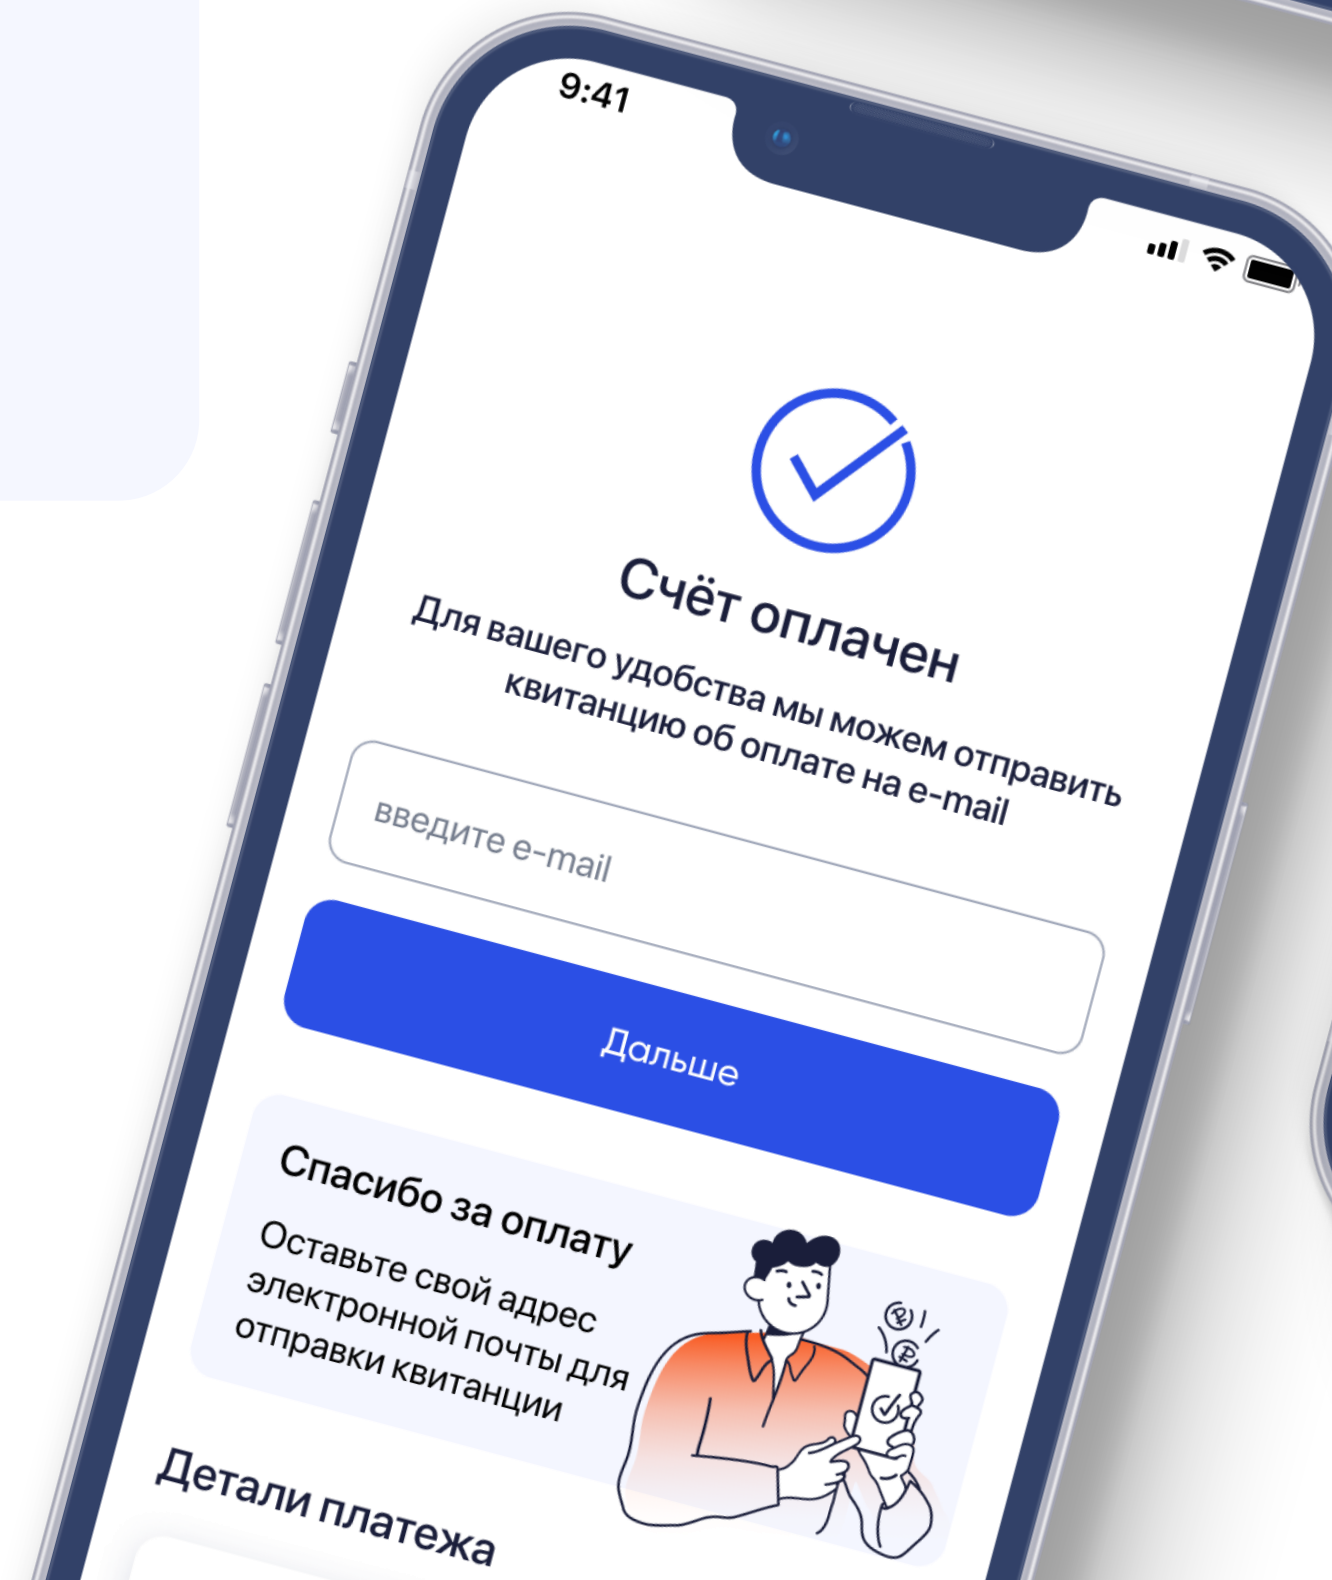 9:41
Счёт оплачен
Для вашего удобства мы можем отправить
квитанцию об оплате на e-mail
введите e-mail
Дальше
Спасибо за оплату
Оставьте свой адрес
электронной почты для
отправки квитанции
Детали платежа